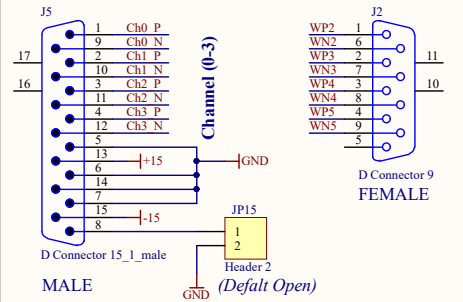 J5
1 Ch0_P
9 Ch0_N
17
2 Ch1_P
10 Ch1_N
16
3 Ch2_P
11 Ch2_N
4 Ch3_P
12 Ch3_N
5
13 +15
6
14
7
15 -15
8
GND
Channel (0-3)
D Connector 15_1_male
MALE
JP15
1
2
Header 2
GND
(Defalt Open)
J2
WP2 1
WN2 6
WP3 2
11
WN3 7
WP4 3
10
WN4 8
WP5 4
WN5 9
5
D Connector 9
FEMALE